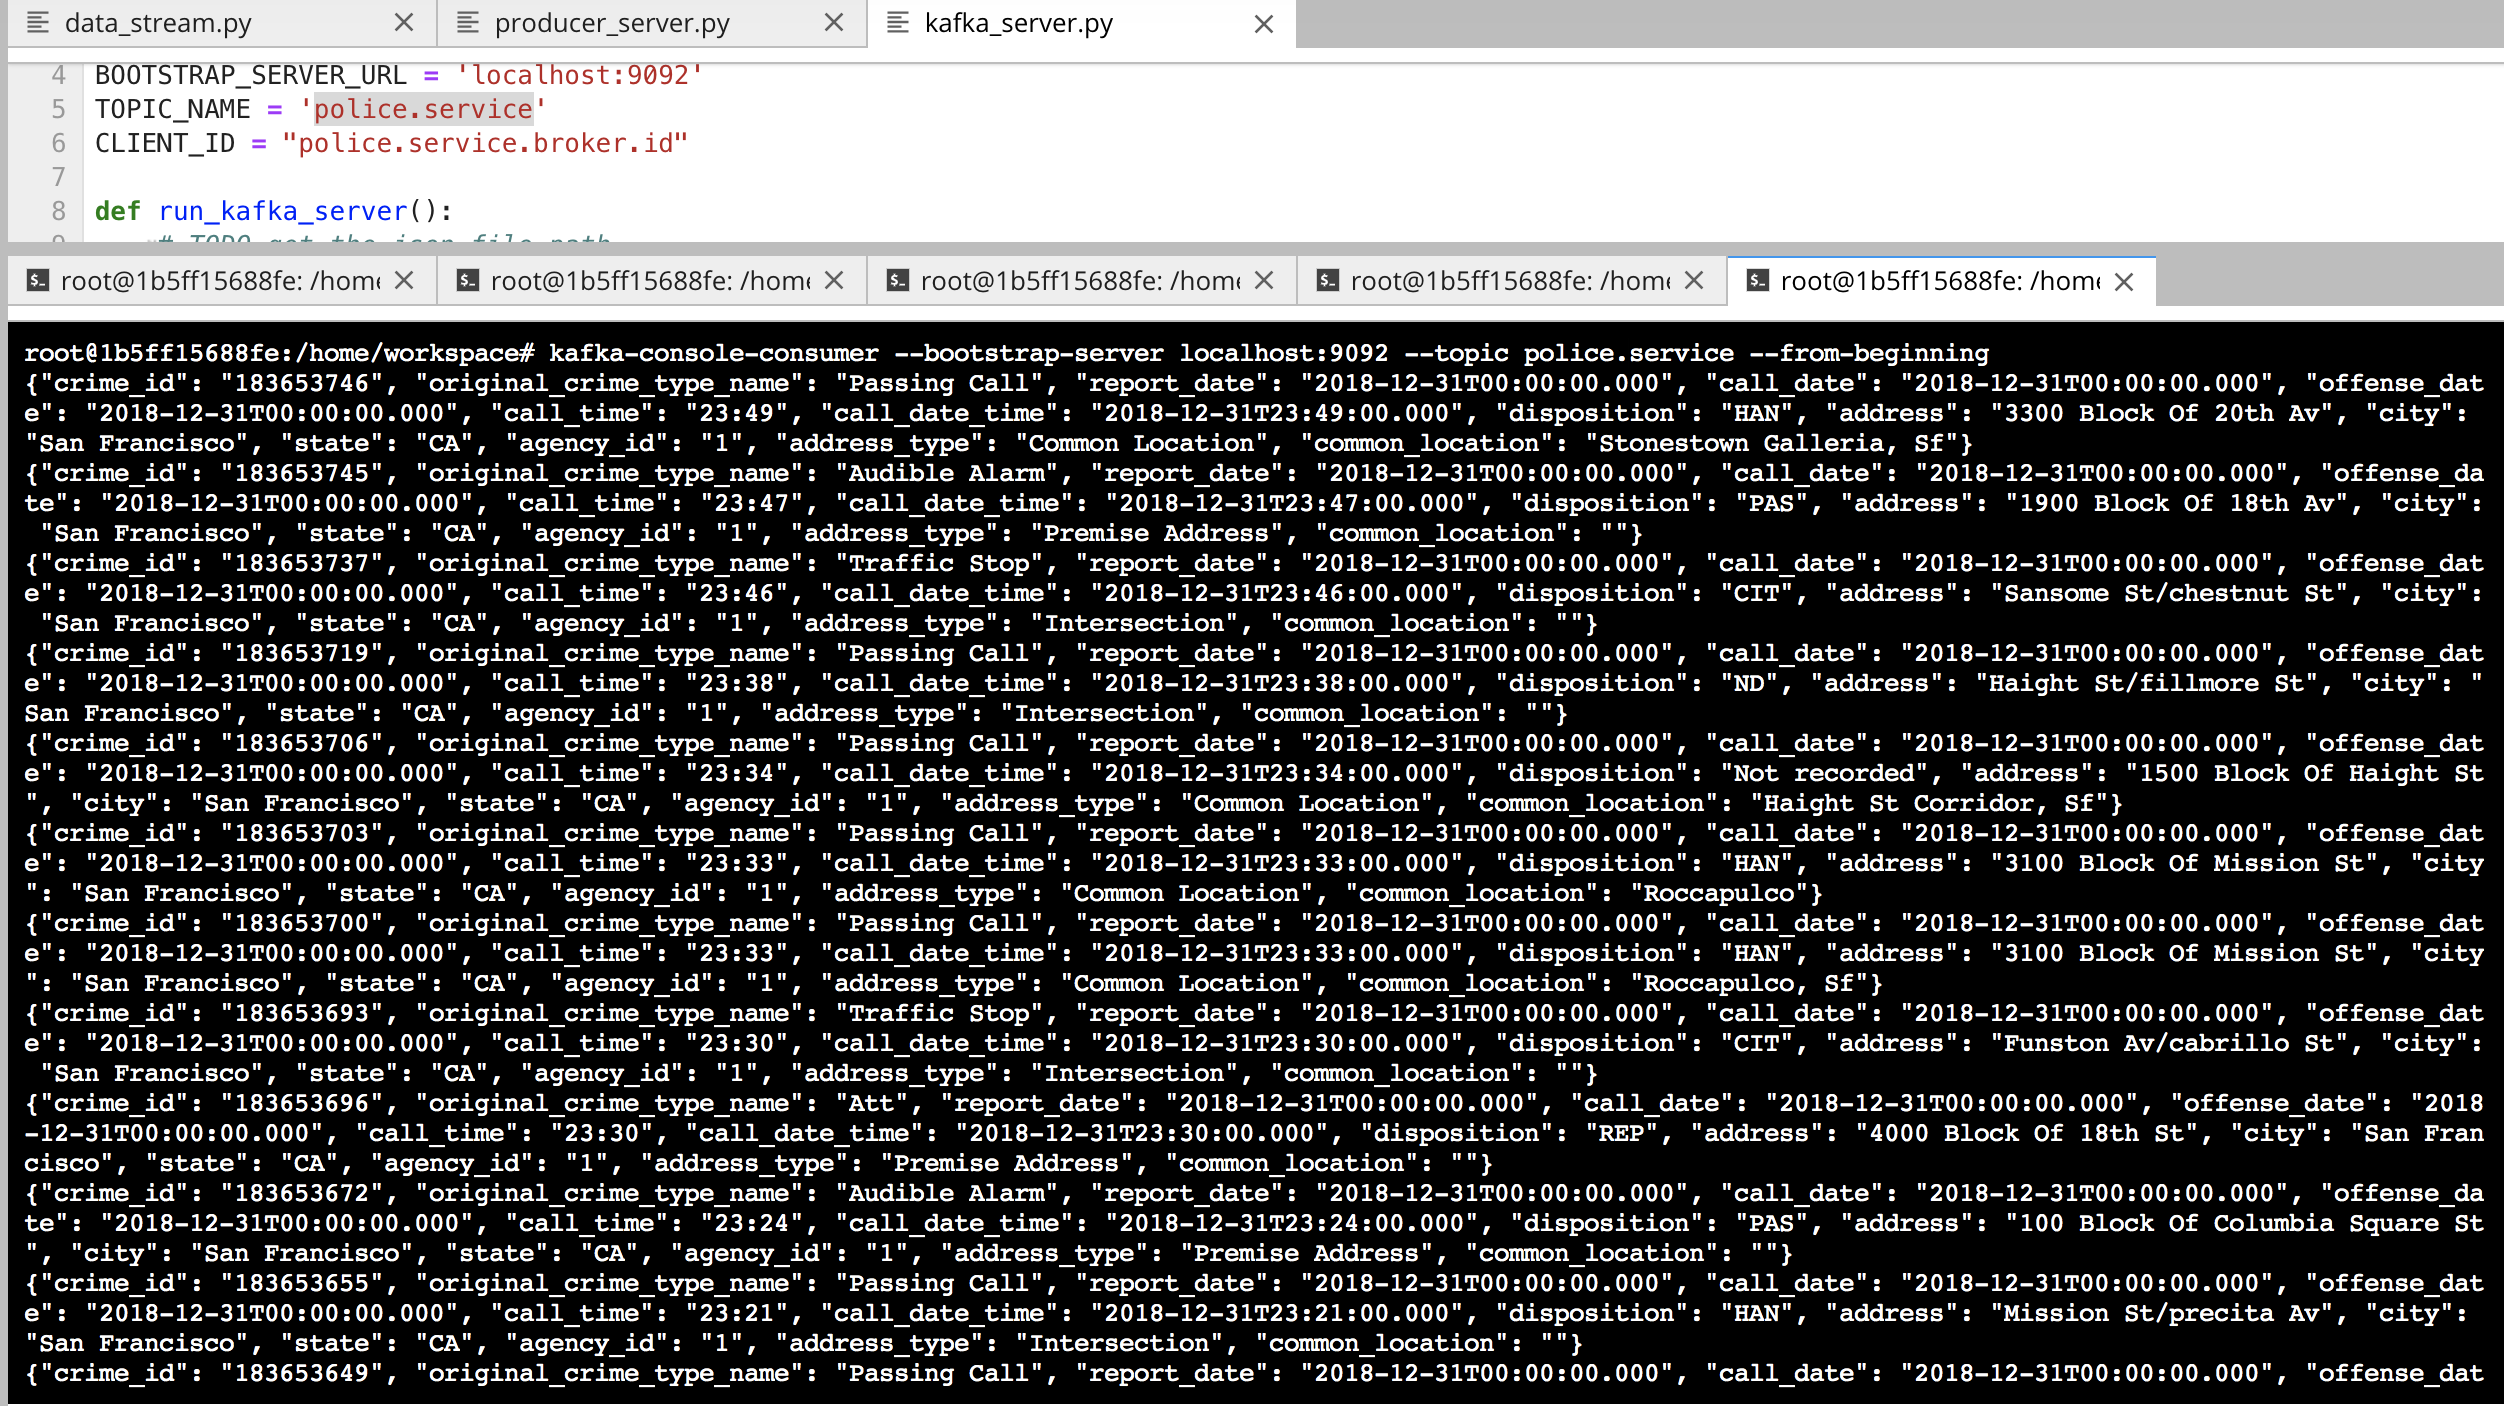 data_stream.py
producer_server.py
kafka_server.py
4 BOOTSTRAP_SERVER_URL = 'localhost:9092'
5 TOPIC_NAME = 'police.service'
6 CLIENT_ID = "police.service.broker.id"
7
8 def run_kafka_server():
9 # TODO get the json file path
root@1b5ff15688fe: /home
root@1b5ff15688fe: /home
root@1b5ff15688fe: /home
root@1b5ff15688fe: /home
root@1b5ff15688fe: /home
root@1b5ff15688fe:/home/workspace# kafka-console-consumer --bootstrap-server localhost:9092 --topic police.service --from-beginning
{"crime_id": "183653746", "original_crime_type_name": "Passing Call", "report_date": "2018-12-31T00:00:00.000", "call_date": "2018-12-31T00:00:00.000", "offense_dat
e": "2018-12-31T00:00:00.000", "call_time": "23:49", "call_date_time": "2018-12-31T23:49:00.000", "disposition": "HAN", "address": "3300 Block Of 20th Av", "city":
"San Francisco", "state": "CA", "agency_id": "1", "address_type": "Common Location", "common_location": "Stonestown Galleria, Sf"}
{"crime_id": "183653745", "original_crime_type_name": "Audible Alarm", "report_date": "2018-12-31T00:00:00.000", "call_date": "2018-12-31T00:00:00.000", "offense_da
te": "2018-12-31T00:00:00.000", "call_time": "23:47", "call_date_time": "2018-12-31T23:47:00.000", "disposition": "PAS", "address": "1900 Block Of 18th Av", "city":
"San Francisco", "state": "CA", "agency_id": "1", "address_type": "Premise Address", "common_location": ""}
{"crime_id": "183653737", "original_crime_type_name": "Traffic Stop", "report_date": "2018-12-31T00:00:00.000", "call_date": "2018-12-31T00:00:00.000", "offense_dat
e": "2018-12-31T00:00:00.000", "call_time": "23:46", "call_date_time": "2018-12-31T23:46:00.000", "disposition": "CIT", "address": "Sansome St/chestnut St", "city":
"San Francisco", "state": "CA", "agency_id": "1", "address_type": "Intersection", "common_location": ""}
{"crime_id": "183653719", "original_crime_type_name": "Passing Call", "report_date": "2018-12-31T00:00:00.000", "call_date": "2018-12-31T00:00:00.000", "offense_dat
e": "2018-12-31T00:00:00.000", "call_time": "23:38", "call_date_time": "2018-12-31T23:38:00.000", "disposition": "ND", "address": "Haight St/fillmore St", "city": "
San Francisco", "state": "CA", "agency_id": "1", "address_type": "Intersection", "common_location": ""}
{"crime_id": "183653706", "original_crime_type_name": "Passing Call", "report_date": "2018-12-31T00:00:00.000", "call_date": "2018-12-31T00:00:00.000", "offense_dat
e": "2018-12-31T00:00:00.000", "call_time": "23:34", "call_date_time": "2018-12-31T23:34:00.000", "disposition": "Not recorded", "address": "1500 Block Of Haight St
", "city": "San Francisco", "state": "CA", "agency_id": "1", "address_type": "Common Location", "common_location": "Haight St Corridor, Sf"}
{"crime_id": "183653703", "original_crime_type_name": "Passing Call", "report_date": "2018-12-31T00:00:00.000", "call_date": "2018-12-31T00:00:00.000", "offense_dat
e": "2018-12-31T00:00:00.000", "call_time": "23:33", "call_date_time": "2018-12-31T23:33:00.000", "disposition": "HAN", "address": "3100 Block Of Mission St", "city
": "San Francisco", "state": "CA", "agency_id": "1", "address_type": "Common Location", "common_location": "Roccapulco"}
{"crime_id": "183653700", "original_crime_type_name": "Passing Call", "report_date": "2018-12-31T00:00:00.000", "call_date": "2018-12-31T00:00:00.000", "offense_dat
e": "2018-12-31T00:00:00.000", "call_time": "23:33", "call_date_time": "2018-12-31T23:33:00.000", "disposition": "HAN", "address": "3100 Block Of Mission St", "city
": "San Francisco", "state": "CA", "agency_id": "1", "address_type": "Common Location", "common_location": "Roccapulco, Sf"}
{"crime_id": "183653693", "original_crime_type_name": "Traffic Stop", "report_date": "2018-12-31T00:00:00.000", "call_date": "2018-12-31T00:00:00.000", "offense_dat
e": "2018-12-31T00:00:00.000", "call_time": "23:30", "call_date_time": "2018-12-31T23:30:00.000", "disposition": "CIT", "address": "Funston Av/cabrillo St", "city":
"San Francisco", "state": "CA", "agency_id": "1", "address_type": "Intersection", "common_location": ""}
{"crime_id": "183653696", "original_crime_type_name": "Att", "report_date": "2018-12-31T00:00:00.000", "call_date": "2018-12-31T00:00:00.000", "offense_date": "2018
-12-31T00:00:00.000", "call_time": "23:30", "call_date_time": "2018-12-31T23:30:00.000", "disposition": "REP", "address": "4000 Block Of 18th St", "city": "San Fran
cisco", "state": "CA", "agency_id": "1", "address_type": "Premise Address", "common_location": ""}
{"crime_id": "183653672", "original_crime_type_name": "Audible Alarm", "report_date": "2018-12-31T00:00:00.000", "call_date": "2018-12-31T00:00:00.000", "offense_da
te": "2018-12-31T00:00:00.000", "call_time": "23:24", "call_date_time": "2018-12-31T23:24:00.000", "disposition": "PAS", "address": "100 Block Of Columbia Square St
", "city": "San Francisco", "state": "CA", "agency_id": "1", "address_type": "Premise Address", "common_location": ""}
{"crime_id": "183653655", "original_crime_type_name": "Passing Call", "report_date": "2018-12-31T00:00:00.000", "call_date": "2018-12-31T00:00:00.000", "offense_dat
e": "2018-12-31T00:00:00.000", "call_time": "23:21", "call_date_time": "2018-12-31T23:21:00.000", "disposition": "HAN", "address": "Mission St/precita Av", "city":
"San Francisco", "state": "CA", "agency_id": "1", "address_type": "Intersection", "common_location": ""}
{"crime_id": "183653649", "original_crime_type_name": "Passing Call", "report_date": "2018-12-31T00:00:00.000", "call_date": "2018-12-31T00:00:00.000", "offense_dat